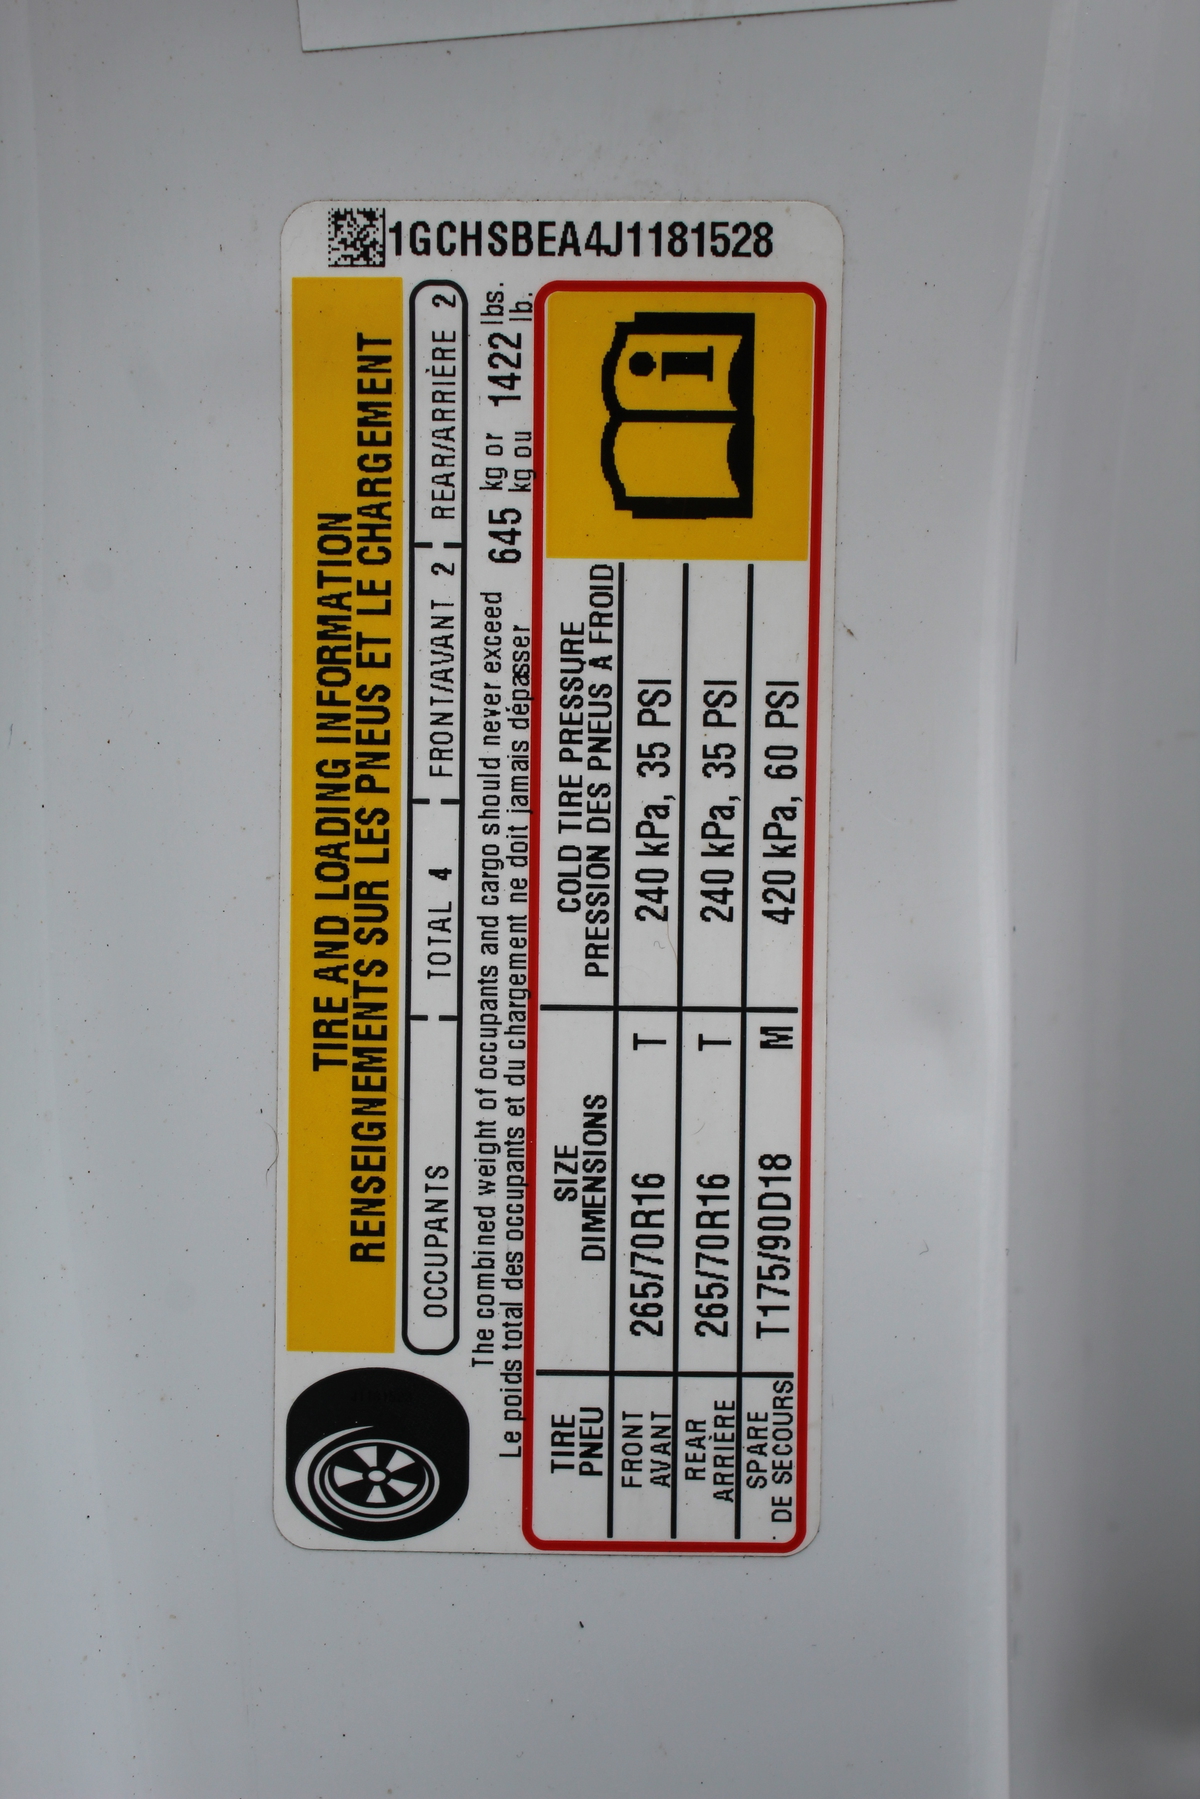 1GCHSBEA4J1181528
TIRE AND LOADING INFORMATION
RENSEIGNEMENTS SUR LES PNEUS ET LE CHARGEMENT
OCCUPANTS TOTAL 4 FRONT/AVANT 2 REAR/ARRIÈRE 2
The combined weight of occupants and cargo should never exceed 645 kg or 1422 lbs.
Le poids total des occupants et du chargement ne doit jamais dépasser kg ou lb.
TIRE SIZE COLD TIRE PRESSURE
PNEU DIMENSIONS PRESSION DES PNEUS À FROID
FRONT
AVANT 265/70R16 T 240 kPa, 35 PSI
REAR
ARRIÈRE 265/70R16 T 240 kPa, 35 PSI
SPARE
DE SECOURS T175/90D18 M 420 kPa, 60 PSI
i